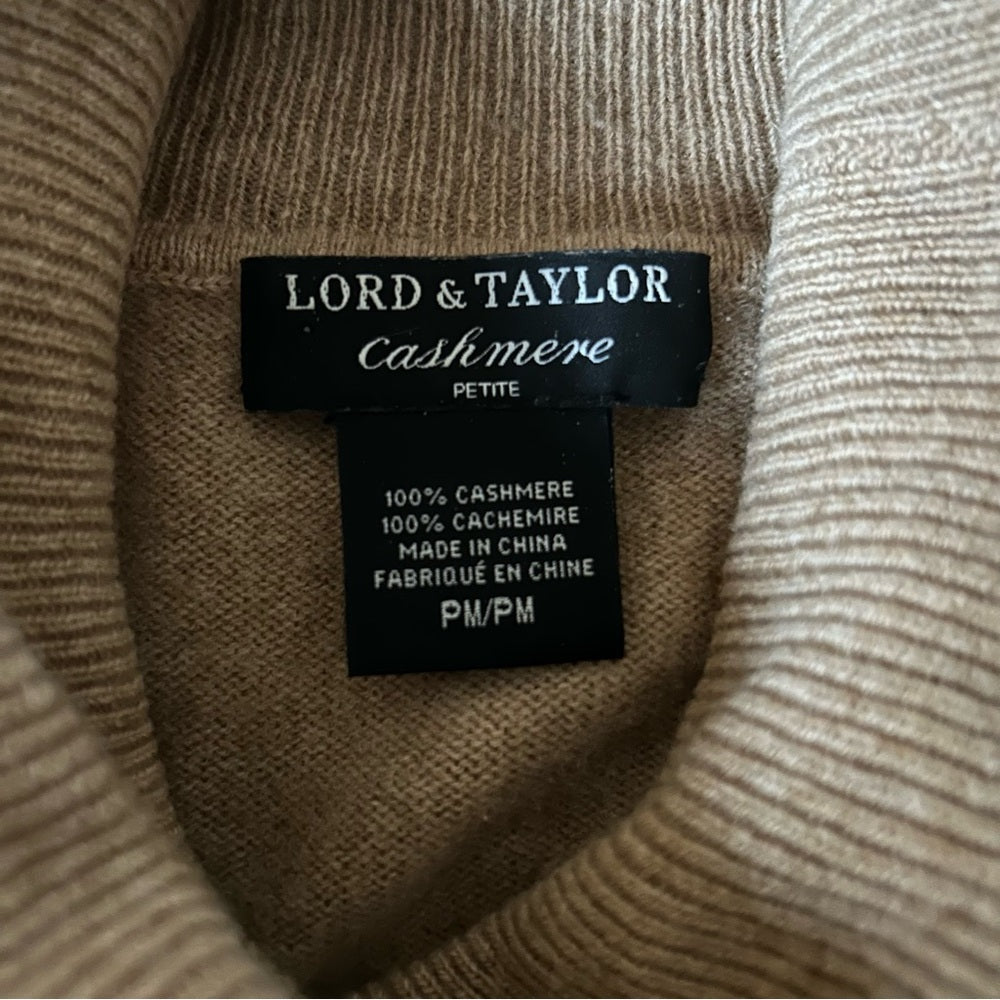 LORD & TAYLOR
Cashmere
PETITE
100% CASHMERE
100% CACHEMIRE
MADE IN CHINA
FABRIQUÉ EN CHINE
PM/PM